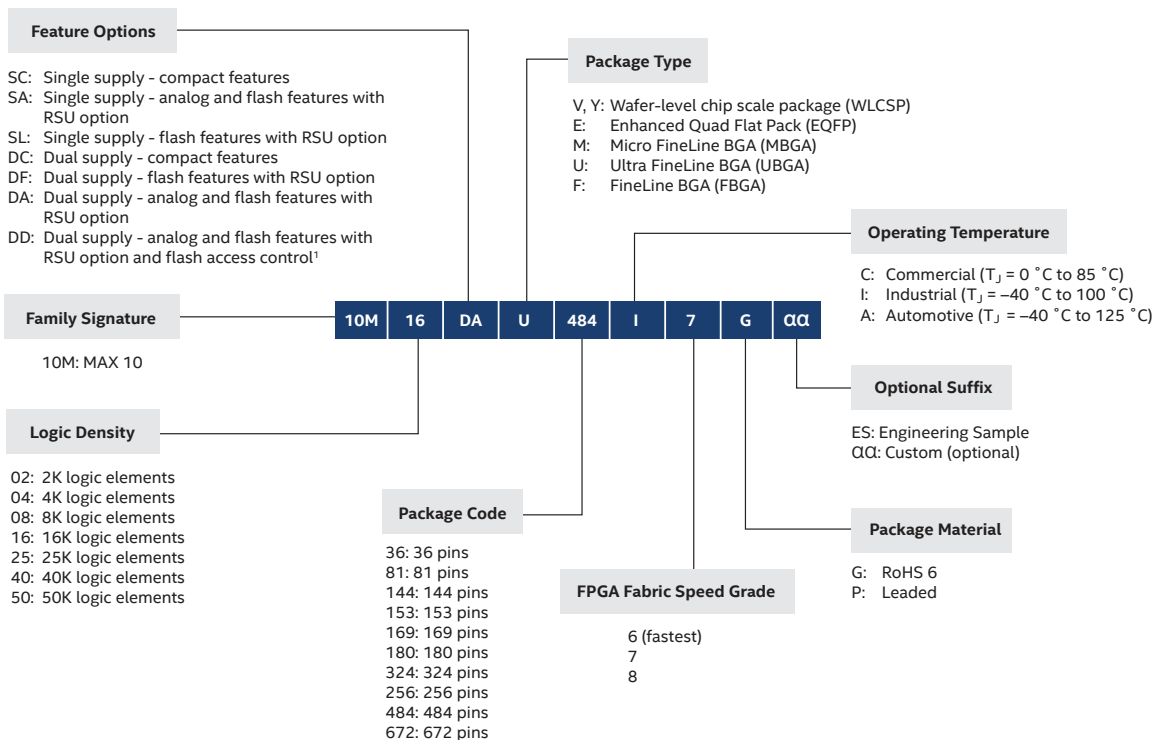 Feature Options
SC: Single supply - compact features
SA: Single supply - analog and flash features with
RSU option
SL: Single supply - flash features with RSU option
DC: Dual supply - compact features
DF: Dual supply - flash features with RSU option
DA: Dual supply - analog and flash features with
RSU option
DD: Dual supply - analog and flash features with
RSU option and flash access control¹
Package Type
V, Y: Wafer-level chip scale package (WLCSP)
E: Enhanced Quad Flat Pack (EQFP)
M: Micro FineLine BGA (MBGA)
U: Ultra FineLine BGA (UBGA)
F: FineLine BGA (FBGA)
Operating Temperature
C: Commercial (TJ = 0 ˚C to 85 ˚C)
I: Industrial (TJ = –40 ˚C to 100 ˚C)
A: Automotive (TJ = –40 ˚C to 125 ˚C)
Family Signature
10M: MAX 10
10M 16 DA U 484 I 7 G αα
Optional Suffix
ES: Engineering Sample
αα: Custom (optional)
Logic Density
02: 2K logic elements
04: 4K logic elements
08: 8K logic elements
16: 16K logic elements
25: 25K logic elements
40: 40K logic elements
50: 50K logic elements
Package Code
36: 36 pins
81: 81 pins
144: 144 pins
153: 153 pins
169: 169 pins
180: 180 pins
324: 324 pins
256: 256 pins
484: 484 pins
672: 672 pins
FPGA Fabric Speed Grade
6 (fastest)
7
8
Package Material
G: RoHS 6
P: Leaded